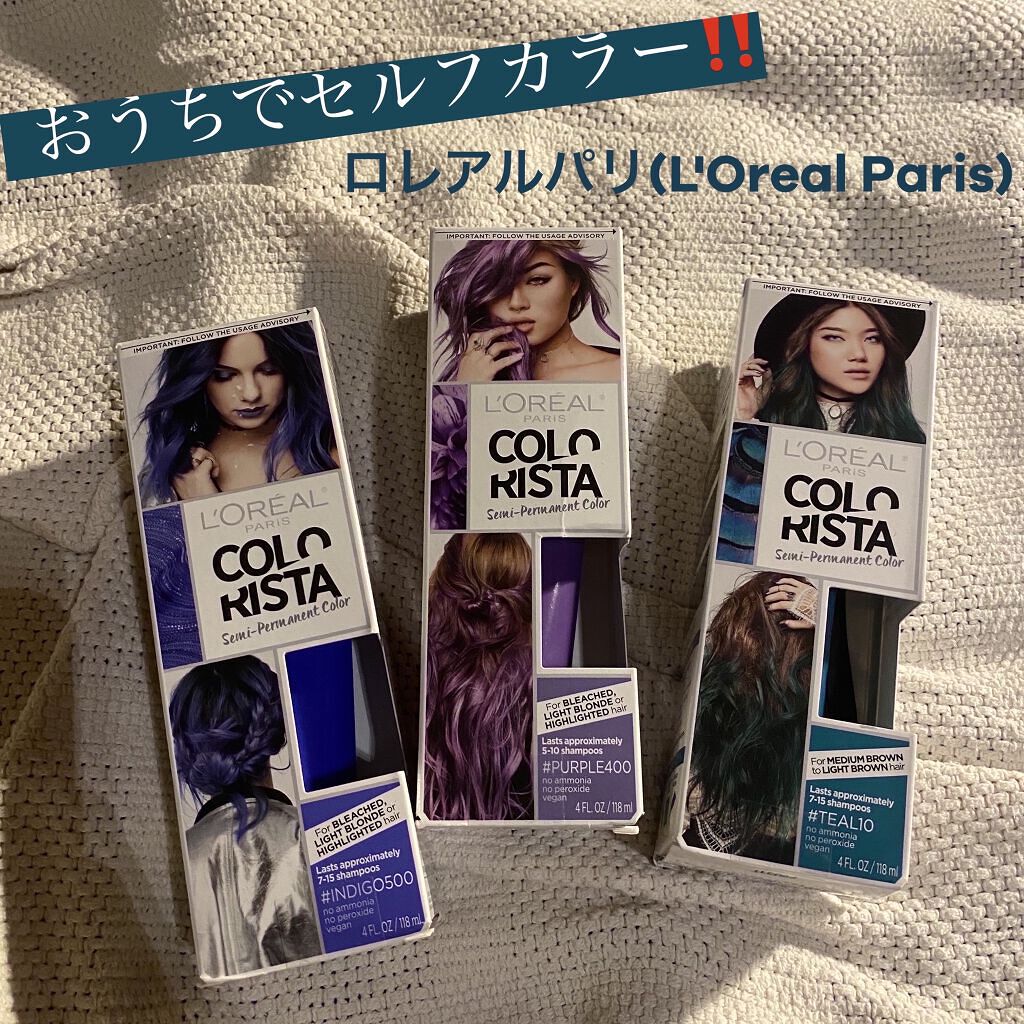 おうちでセルフカラー‼️
ロレアルパリ(L'Oreal Paris)
IMPORTANT: FOLLOW THE USAGE ADVISORY
L'ORÉAL®
PARIS
COLO
RISTA
Semi-Permanent Color
For BLEACHED,
LIGHT BLONDE or
HIGHLIGHTED hair
Lasts approximately
7-15 shampoos
#INDIGO500
no ammonia
no peroxide
vegan
4 FL. OZ / 118 ml
IMPORTANT: FOLLOW THE USAGE ADVISORY
L'ORÉAL®
PARIS
COLO
RISTA
Semi-Permanent Color
For BLEACHED,
LIGHT BLONDE or
HIGHLIGHTED hair
Lasts approximately
5-10 shampoos
#PURPLE400
no ammonia
no peroxide
vegan
4 FL. OZ / 118 ml
IMPORTANT: FOLLOW THE USAGE ADVISORY
L'ORÉAL®
PARIS
COLO
RISTA
Semi-Permanent Color
For MEDIUM BROWN
to LIGHT BROWN hair
Lasts approximately
7-15 shampoos
#TEAL10
no ammonia
no peroxide
vegan
4 FL. OZ / 118 ml